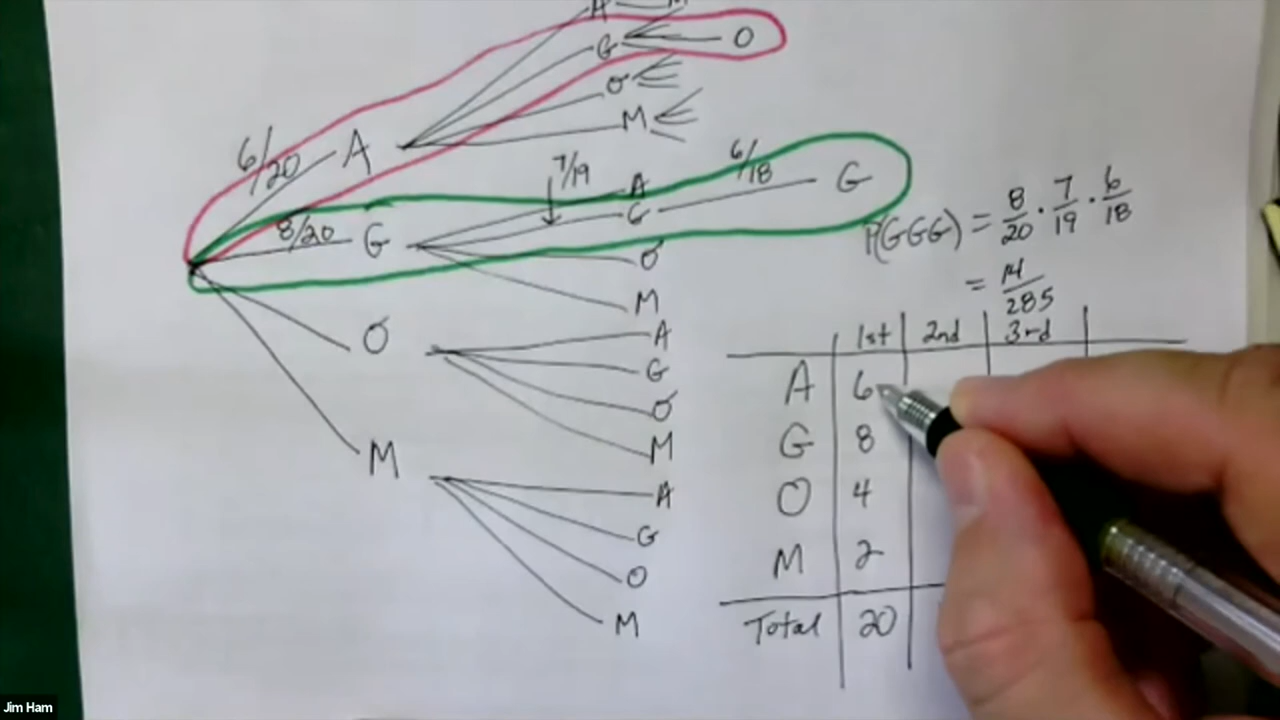 A M
G O
O
M
6/20 A
7/19 6/18
A
8/20 G G G
P(GGG) = 8/20 · 7/19 · 6/18
O
= 14/285
M
O A
G
O
M
M A
G
O
M
1st 2nd 3rd
A 6
G 8
O 4
M 2
Total 20
Jim Ham